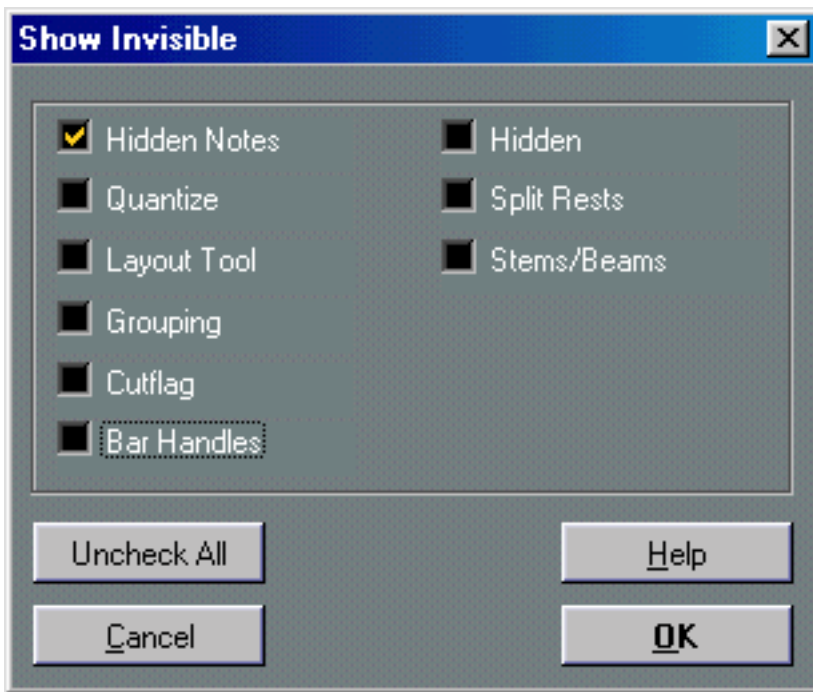 Show Invisible
Hidden Notes
Quantize
Layout Tool
Grouping
Cutflag
Bar Handles
Hidden
Split Rests
Stems/Beams
Uncheck All
Help
Cancel
OK